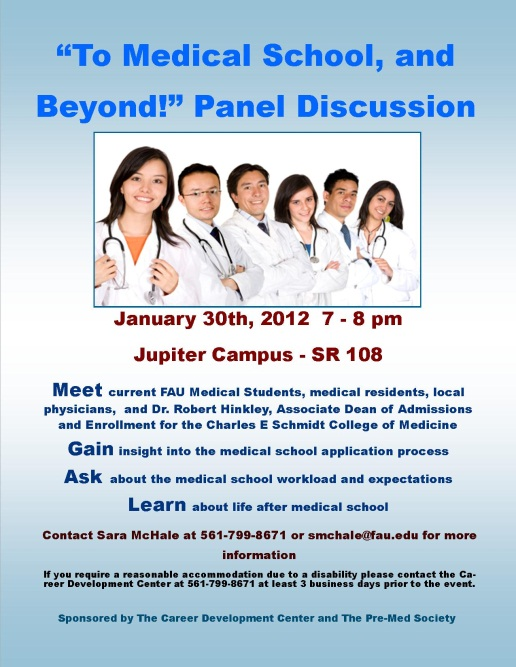 “To Medical School, and
Beyond!” Panel Discussion
January 30th, 2012  7 - 8 pm
Jupiter Campus - SR 108
Meet current FAU Medical Students, medical residents, local
physicians,  and Dr. Robert Hinkley, Associate Dean of Admissions
and Enrollment for the Charles E Schmidt College of Medicine
Gain insight into the medical school application process
Ask  about the medical school workload and expectations
Learn about life after medical school
Contact Sara McHale at 561-799-8671 or smchale@fau.edu for more
information
If you require a reasonable accommodation due to a disability please contact the Ca-
reer Development Center at 561-799-8671 at least 3 business days prior to the event.
Sponsored by The Career Development Center and The Pre-Med Society